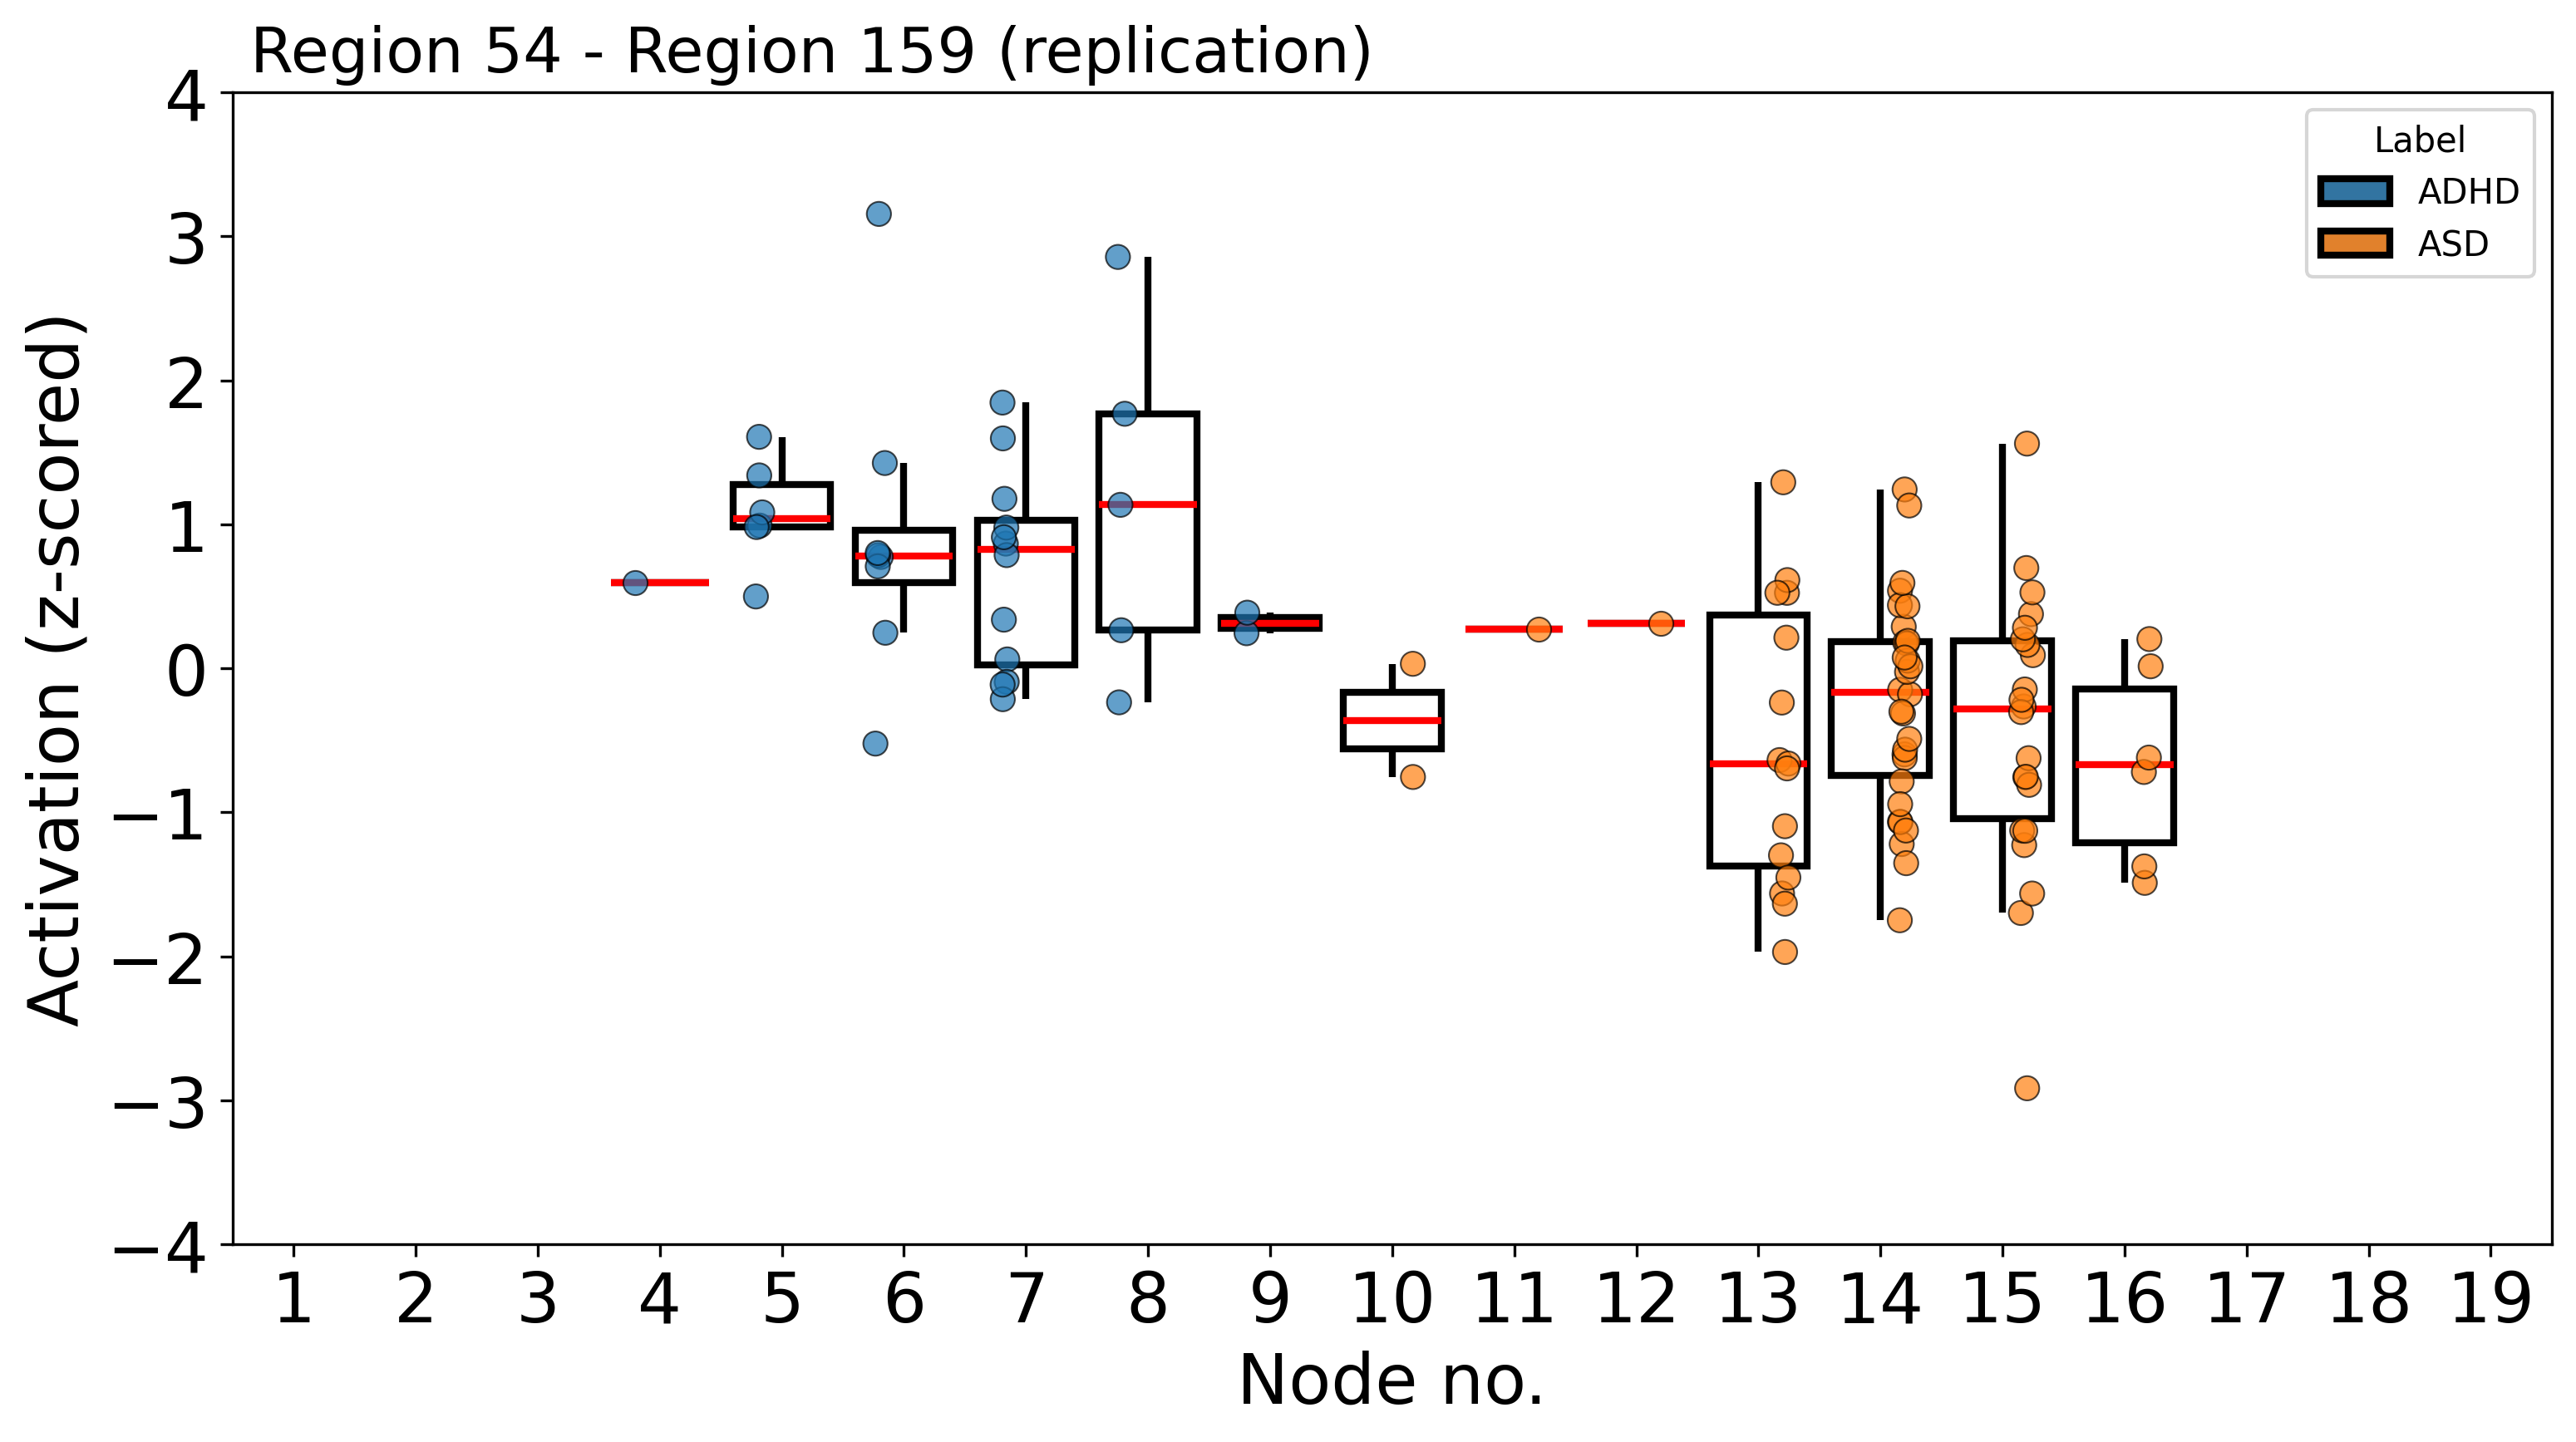 Region 54 - Region 159 (replication)
4
3
2
1
0
−1
−2
−3
−4
Activation (z-scored)
Label
ADHD
ASD
1 2 3 4 5 6 7 8 9 10 11 12 13 14 15 16 17 18 19
Node no.